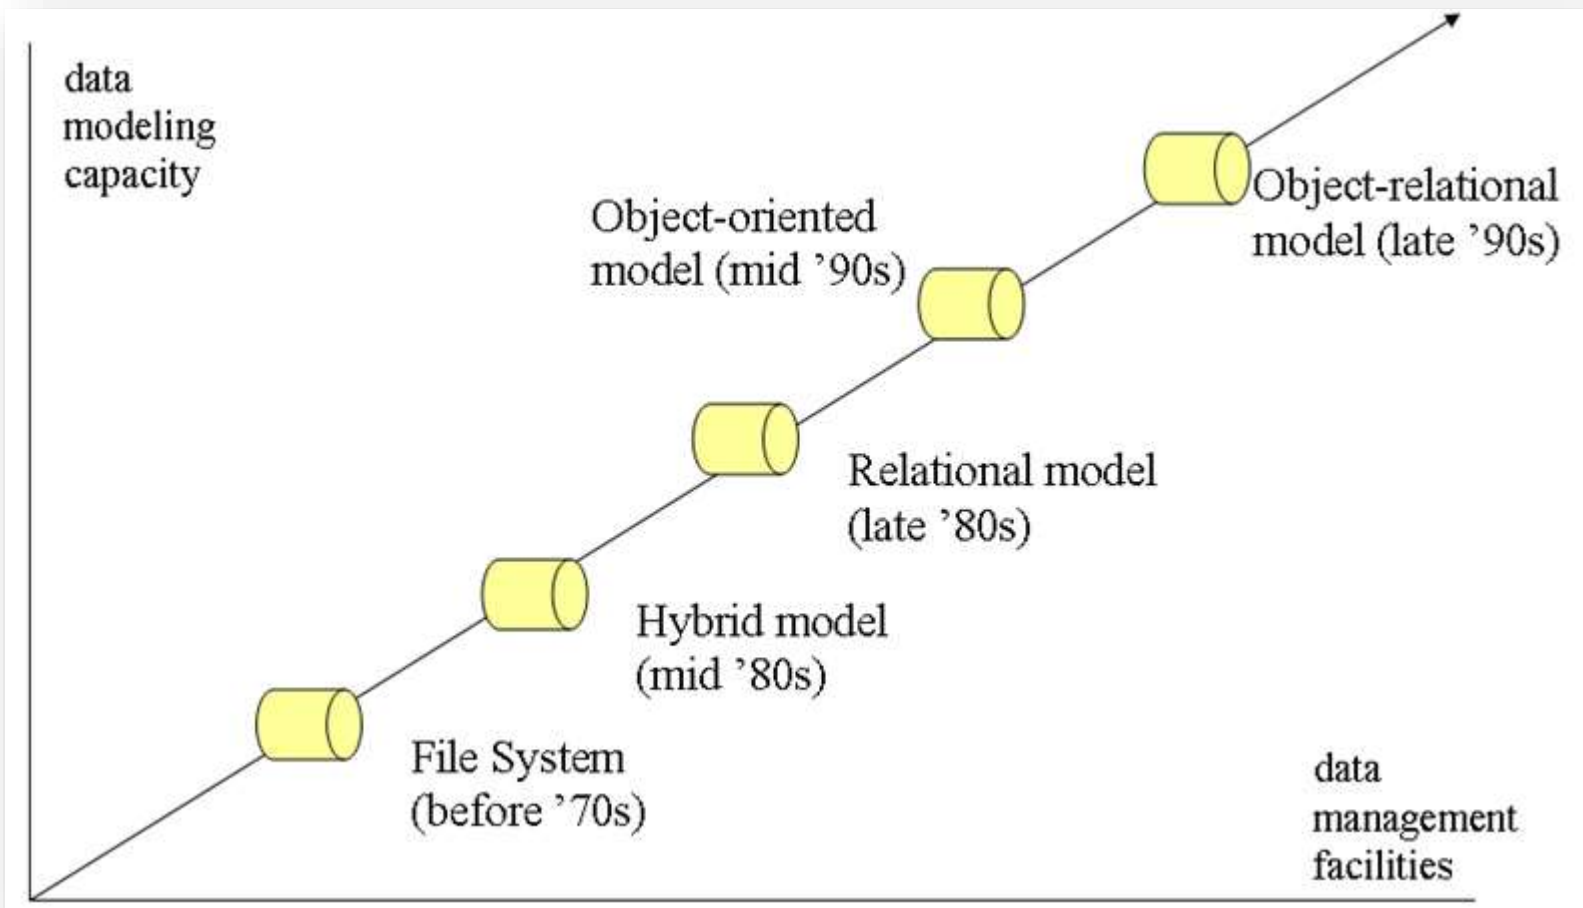 data
modeling
capacity
Object-oriented
model (mid ’90s)
Object-relational
model (late ’90s)
Relational model
(late ’80s)
Hybrid model
(mid ’80s)
File System
(before ’70s)
data
management
facilities